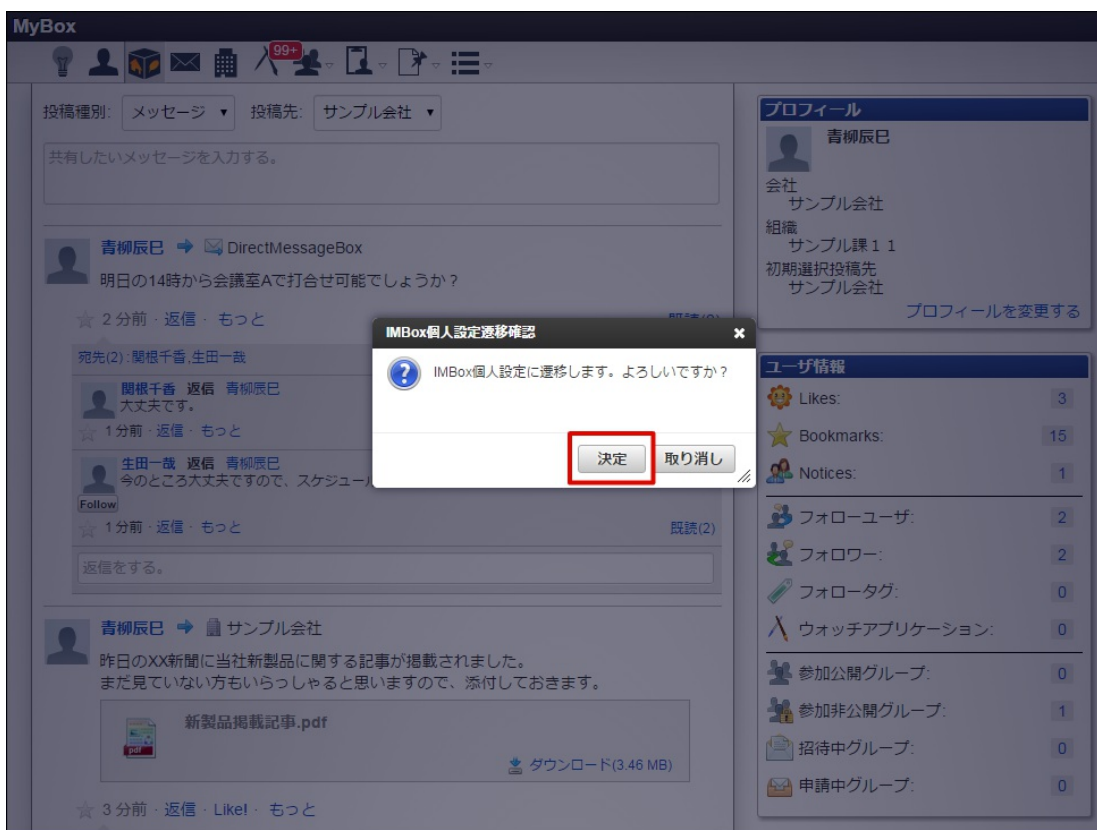 MyBox
99+
投稿種別: メッセージ 投稿先: サンプル会社
共有したいメッセージを入力する。
青柳辰巳 DirectMessageBox
明日の14時から会議室Aで打合せ可能でしょうか？
2 分前 · 返信 · もっと
宛先(2) : 関根千香,生田一哉
関根千香 返信 青柳辰巳
大丈夫です。
1 分前 · 返信 · もっと
生田一哉 返信 青柳辰巳
今のところ大丈夫ですので、スケジュール
Follow
1 分前 · 返信 · もっと 既読(2)
返信をする。
青柳辰巳 サンプル会社
昨日のXX新聞に当社新製品に関する記事が掲載されました。
まだ見ていない方もいらっしゃると思いますので、添付しておきます。
pdf
新製品掲載記事.pdf
ダウンロード(3.46 MB)
3 分前 · 返信 · Like! · もっと
IMBox個人設定遷移確認
IMBox個人設定に遷移します。よろしいですか？
決定 取り消し
プロフィール
青柳辰巳
会社
サンプル会社
組織
サンプル課１１
初期選択投稿先
サンプル会社
プロフィールを変更する
ユーザ情報
Likes: 3
Bookmarks: 15
Notices: 1
フォローユーザ: 2
フォロワー: 2
フォロータグ: 0
ウォッチアプリケーション: 0
参加公開グループ: 0
参加非公開グループ: 1
招待中グループ: 0
申請中グループ: 0